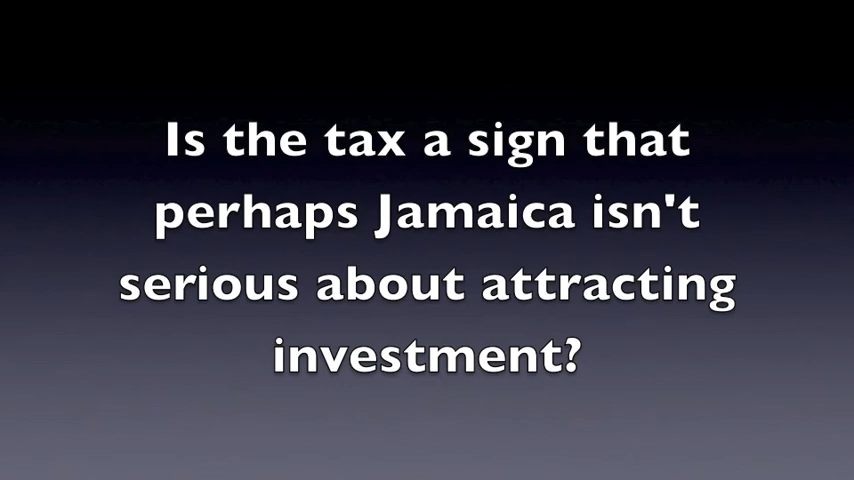 Is the tax a sign that
perhaps Jamaica isn't
serious about attracting
investment?